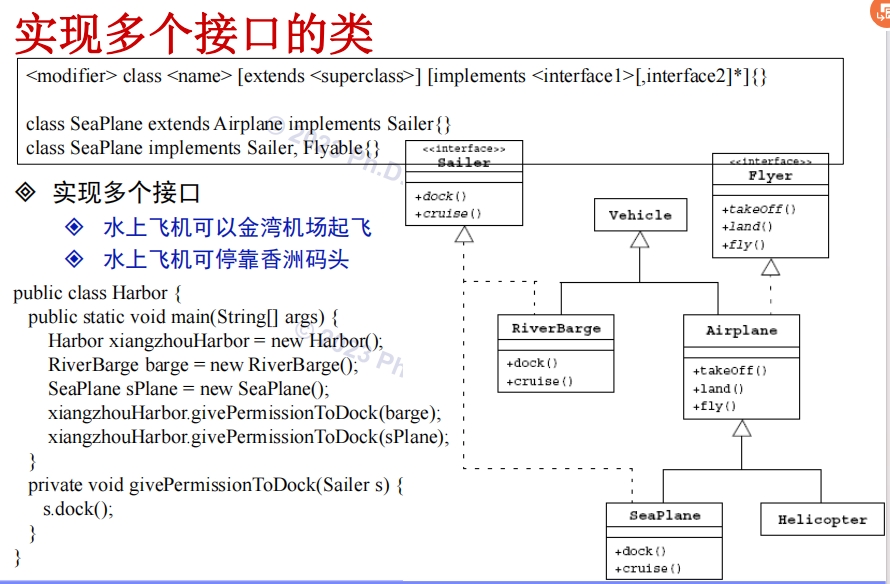 实现多个接口的类
<modifier> class <name> [extends <superclass>] [implements <interface1>[,interface2]*]{}
class SeaPlane extends Airplane implements Sailer{}
class SeaPlane implements Sailer, Flyable{}
实现多个接口
水上飞机可以金湾机场起飞
水上飞机可停靠香洲码头
public class Harbor {
public static void main(String[] args) {
Harbor xiangzhouHarbor = new Harbor();
RiverBarge barge = new RiverBarge();
SeaPlane sPlane = new SeaPlane();
xiangzhouHarbor.givePermissionToDock(barge);
xiangzhouHarbor.givePermissionToDock(sPlane);
}
private void givePermissionToDock(Sailer s) {
s.dock();
}
}
<<interface>>
Sailer
+dock()
+cruise()
<<interface>>
Flyer
+takeOff()
+land()
+fly()
Vehicle
RiverBarge
+dock()
+cruise()
Airplane
+takeOff()
+land()
+fly()
SeaPlane
+dock()
+cruise()
Helicopter
© 2023 Ph.D.
© 2023 Ph